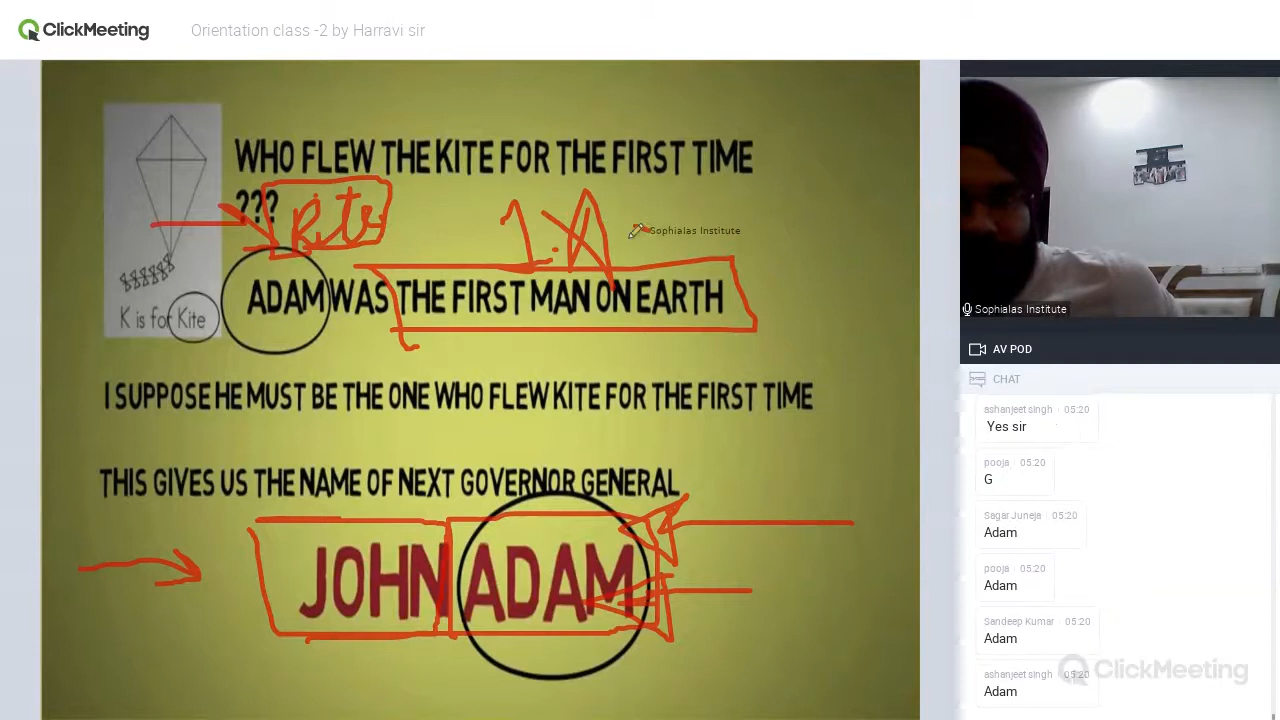 ClickMeeting
Orientation class -2 by Harravi sir
WHO FLEW THE KITE FOR THE FIRST TIME
???
Kite
1. A
Sophialas Institute
K is for Kite
ADAM WAS THE FIRST MAN ON EARTH
I SUPPOSE HE MUST BE THE ONE WHO FLEW KITE FOR THE FIRST TIME
THIS GIVES US THE NAME OF NEXT GOVERNOR GENERAL
JOHN ADAM
Sophialas Institute
AV POD
CHAT
ashanjeet singh 05:20
Yes sir
pooja 05:20
G
Sagar Juneja 05:20
Adam
pooja 05:20
Adam
Sandeep Kumar 05:20
Adam
ashanjeet singh 05:20
Adam
ClickMeeting